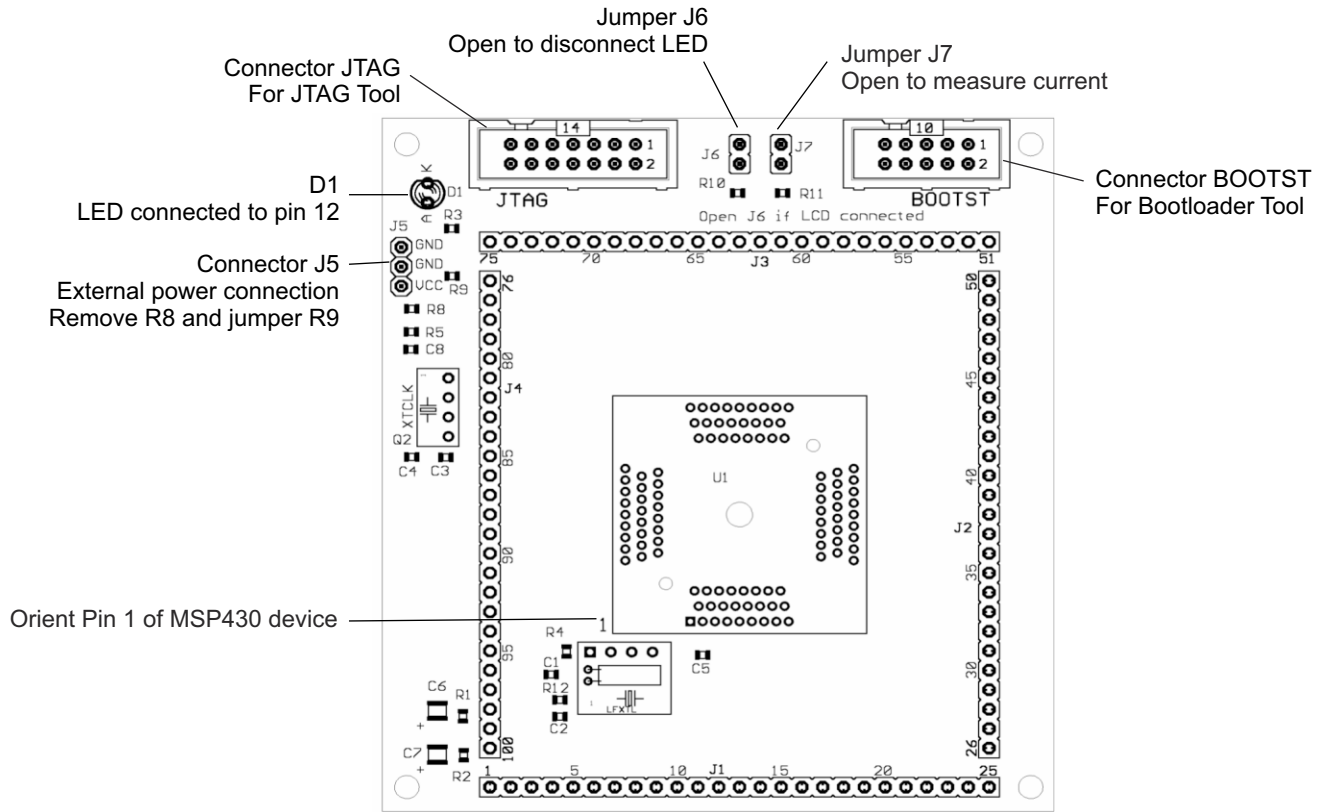 Jumper J6
Open to disconnect LED
Jumper J7
Open to measure current
Connector JTAG
For JTAG Tool
14
1
2
JTAG
J6
J7
R10
R11
Open J6 if LCD connected
10
1
2
BOOTST
Connector BOOTST
For Bootloader Tool
D1
LED connected to pin 12
K
D1
A
R3
J5
GND
GND
VCC
Connector J5
External power connection
Remove R8 and jumper R9
R9
R8
R5
C8
75
70
65
J3
60
55
51
76
80
J4
85
90
95
100
50
45
40
J2
35
30
26
XTCLK
Q2
C4
C3
U1
Orient Pin 1 of MSP430 device
1
R4
C1
R12
C2
LFXTL
C5
C6
R1
+
C7
R2
+
1
5
10
J1
15
20
25